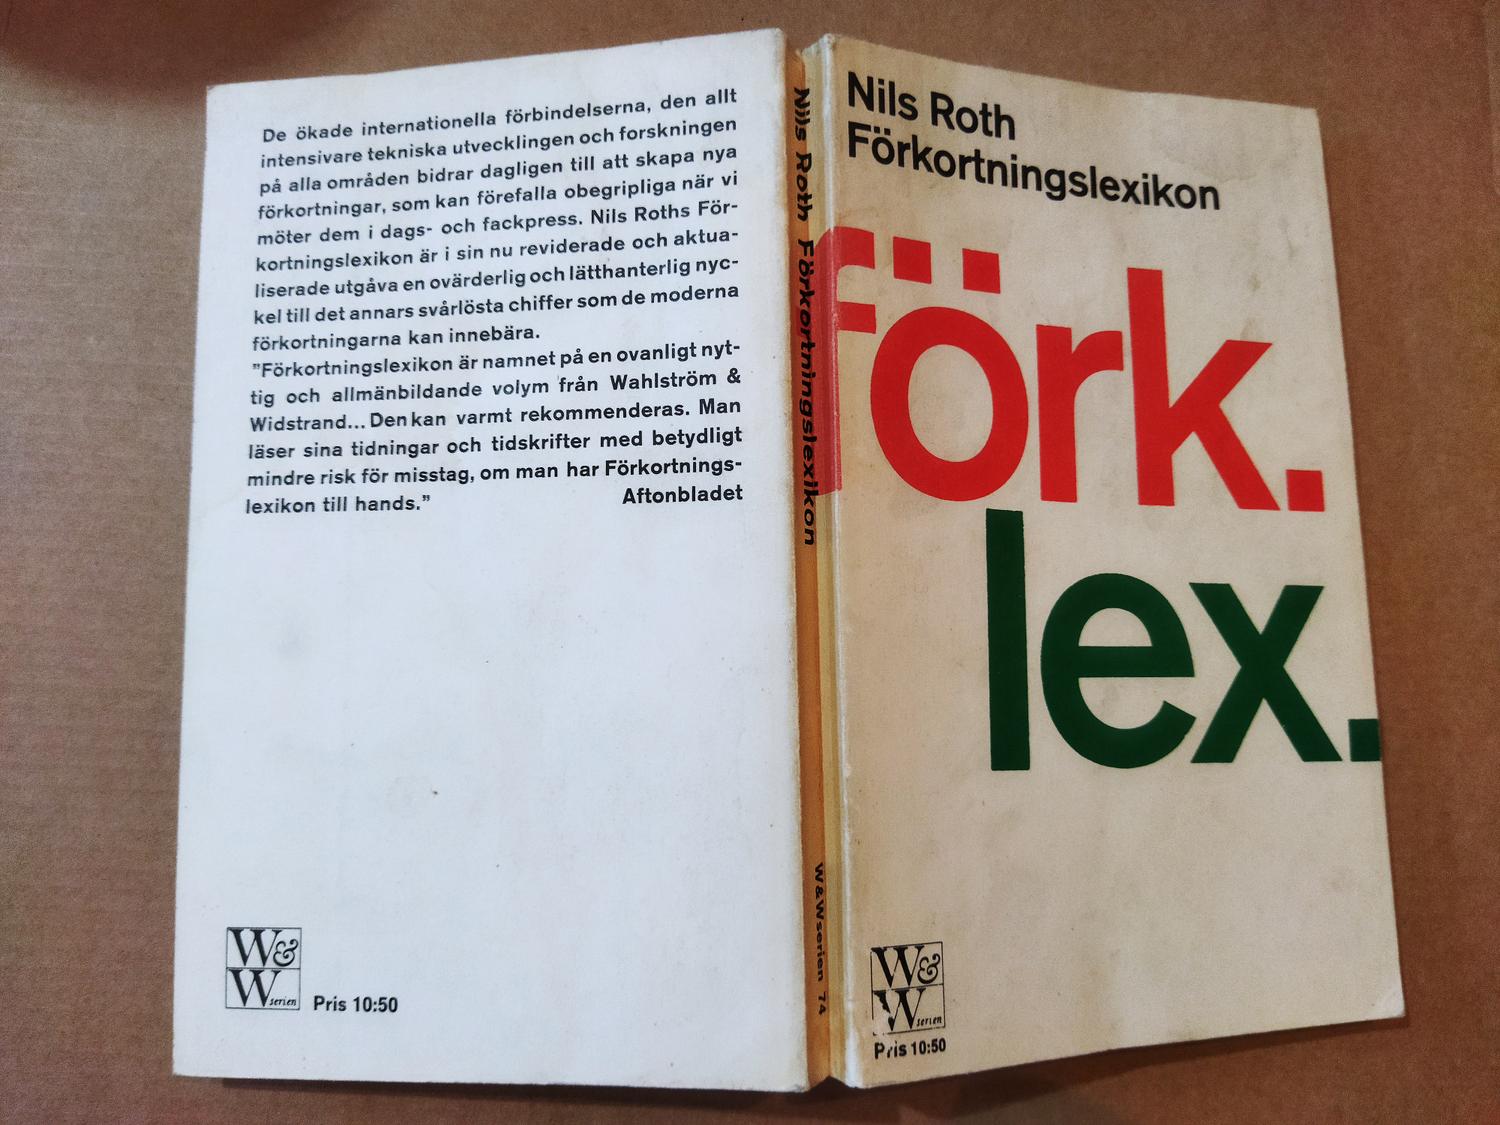 De ökade internationella förbindelserna, den allt
intensivare tekniska utvecklingen och forskningen
på alla områden bidrar dagligen till att skapa nya
förkortningar, som kan förefalla obegripliga när vi
möter dem i dags- och fackpress. Nils Roths För-
kortningslexikon är i sin nu reviderade och aktua-
liserade utgåva en ovärderlig och lätthanterlig nyc-
kel till det annars svårlösta chiffer som de moderna
förkortningarna kan innebära.
”Förkortningslexikon är namnet på en ovanligt nyt-
tig och allmänbildande volym från Wahlström &
Widstrand... Den kan varmt rekommenderas. Man
läser sina tidningar och tidskrifter med betydligt
mindre risk för misstag, om man har Förkortnings-
lexikon till hands.” Aftonbladet
W&
W serien
Pris 10:50
Nils Roth Förkortningslexikon
W&Wserien 74
Nils Roth
Förkortningslexikon
förk.
lex.
W&
W serien
Pris 10:50